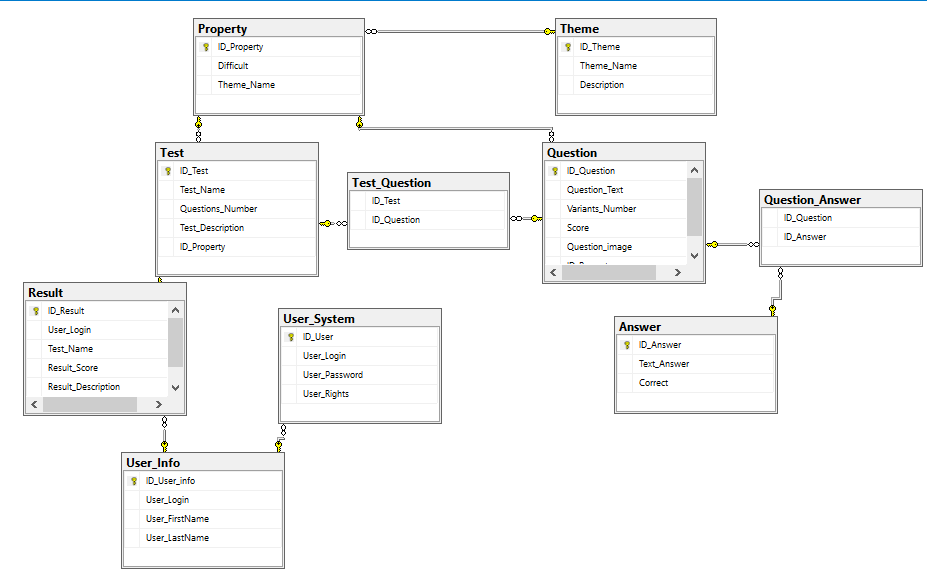 Property
ID_Property
Difficult
Theme_Name
Theme
ID_Theme
Theme_Name
Description
Test
ID_Test
Test_Name
Questions_Number
Test_Description
ID_Property
Test_Question
ID_Test
ID_Question
Question
ID_Question
Question_Text
Variants_Number
Score
Question_image
Question_Answer
ID_Question
ID_Answer
Result
ID_Result
User_Login
Test_Name
Result_Score
Result_Description
User_System
ID_User
User_Login
User_Password
User_Rights
Answer
ID_Answer
Text_Answer
Correct
User_Info
ID_User_info
User_Login
User_FirstName
User_LastName